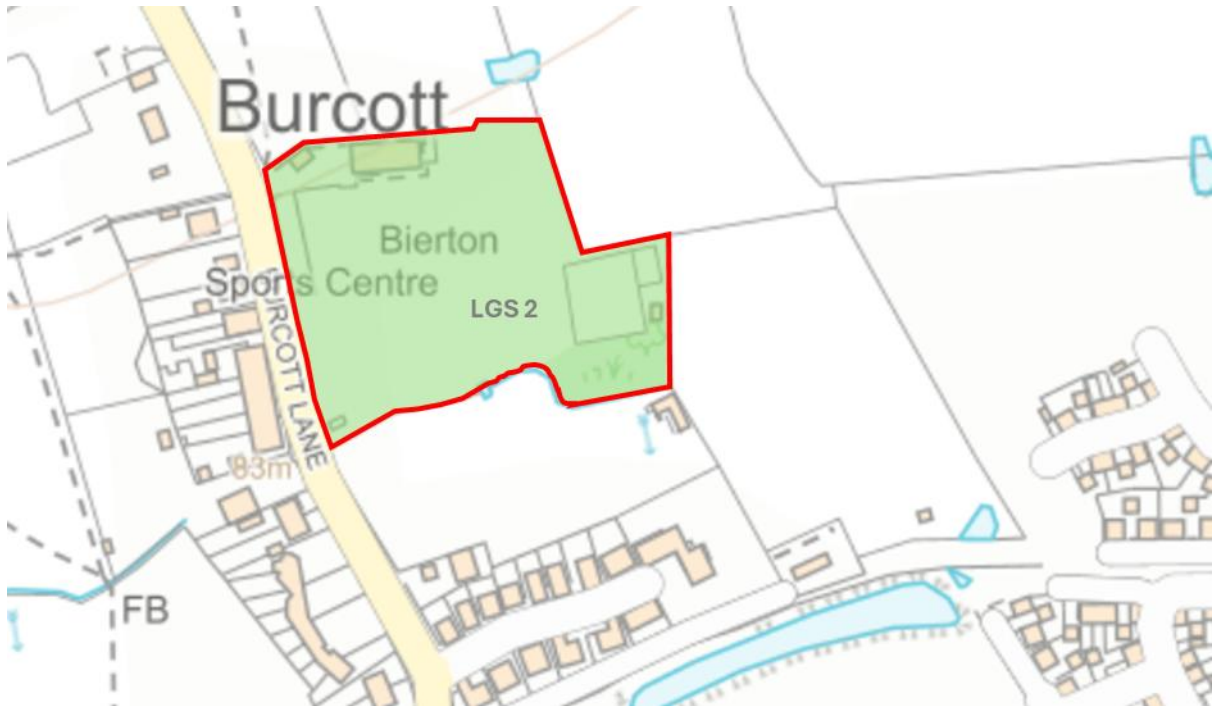 Burcott
Bierton
Sports Centre
LGS 2
BURCOTT LANE
83m
FB